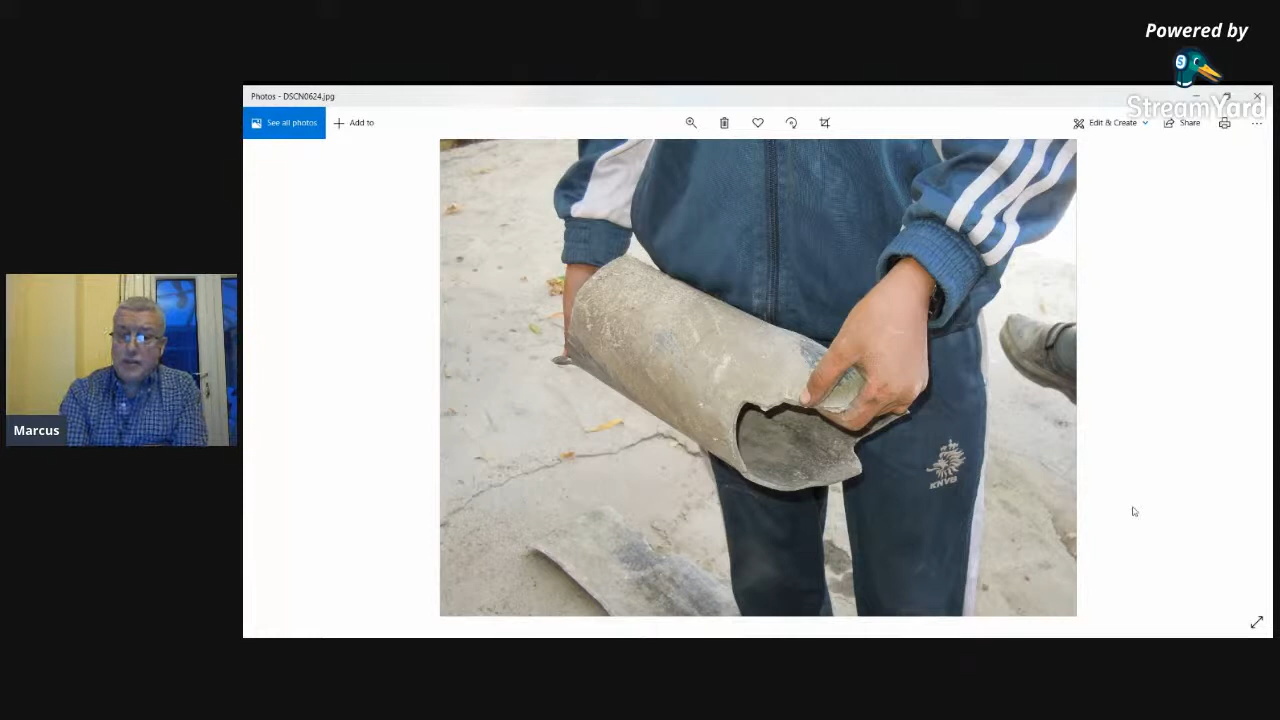 Powered by
StreamYard
Photos - DSCN0624.jpg
See all photos
Add to
Edit & Create
Share
Marcus
KNVB